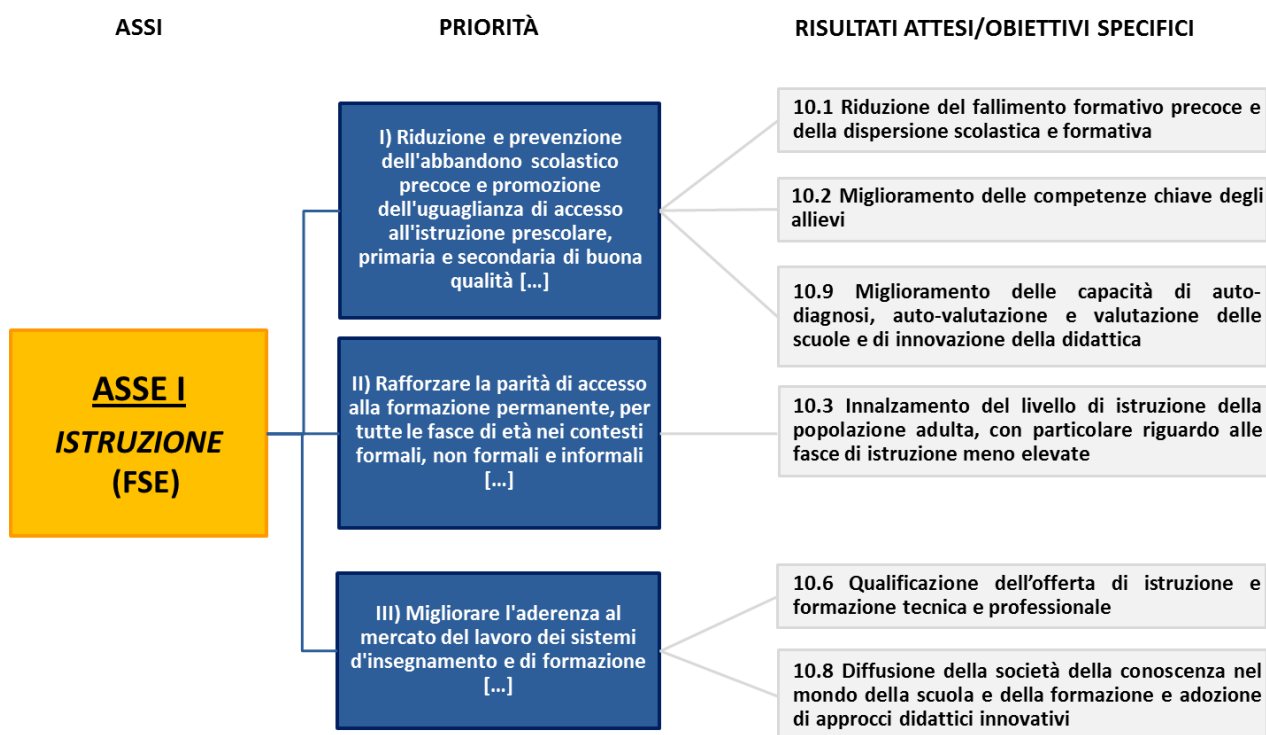 ASSI
PRIORITÀ
RISULTATI ATTESI/OBIETTIVI SPECIFICI
ASSE I
ISTRUZIONE
(FSE)
I) Riduzione e prevenzione
dell'abbandono scolastico
precoce e promozione
dell'uguaglianza di accesso
all'istruzione prescolare,
primaria e secondaria di buona
qualità [...]
10.1 Riduzione del fallimento formativo precoce e
della dispersione scolastica e formativa
10.2 Miglioramento delle competenze chiave degli
allievi
10.9 Miglioramento delle capacità di auto-
diagnosi, auto-valutazione e valutazione delle
scuole e di innovazione della didattica
II) Rafforzare la parità di accesso
alla formazione permanente, per
tutte le fasce di età nei contesti
formali, non formali e informali
[...]
10.3 Innalzamento del livello di istruzione della
popolazione adulta, con particolare riguardo alle
fasce di istruzione meno elevate
III) Migliorare l'aderenza al
mercato del lavoro dei sistemi
d'insegnamento e di formazione
[...]
10.6 Qualificazione dell’offerta di istruzione e
formazione tecnica e professionale
10.8 Diffusione della società della conoscenza nel
mondo della scuola e della formazione e adozione
di approcci didattici innovativi